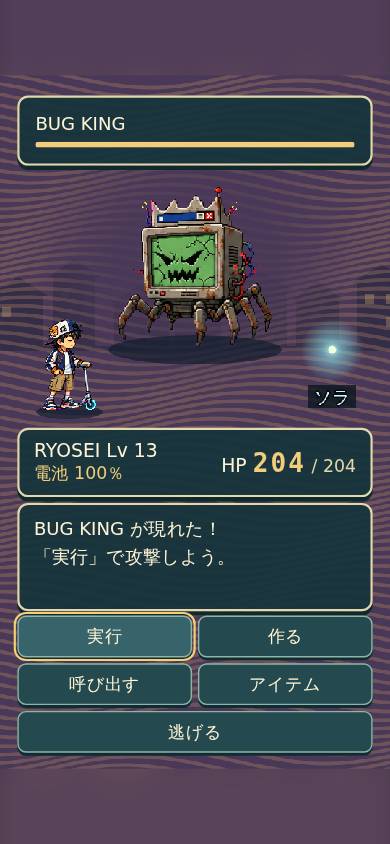 BUG KING
ソラ
RYOSEI Lv 13
電池 100%
HP 204 / 204
BUG KING が現れた!
「実行」で攻撃しよう。
実行
作る
呼び出す
アイテム
逃げる